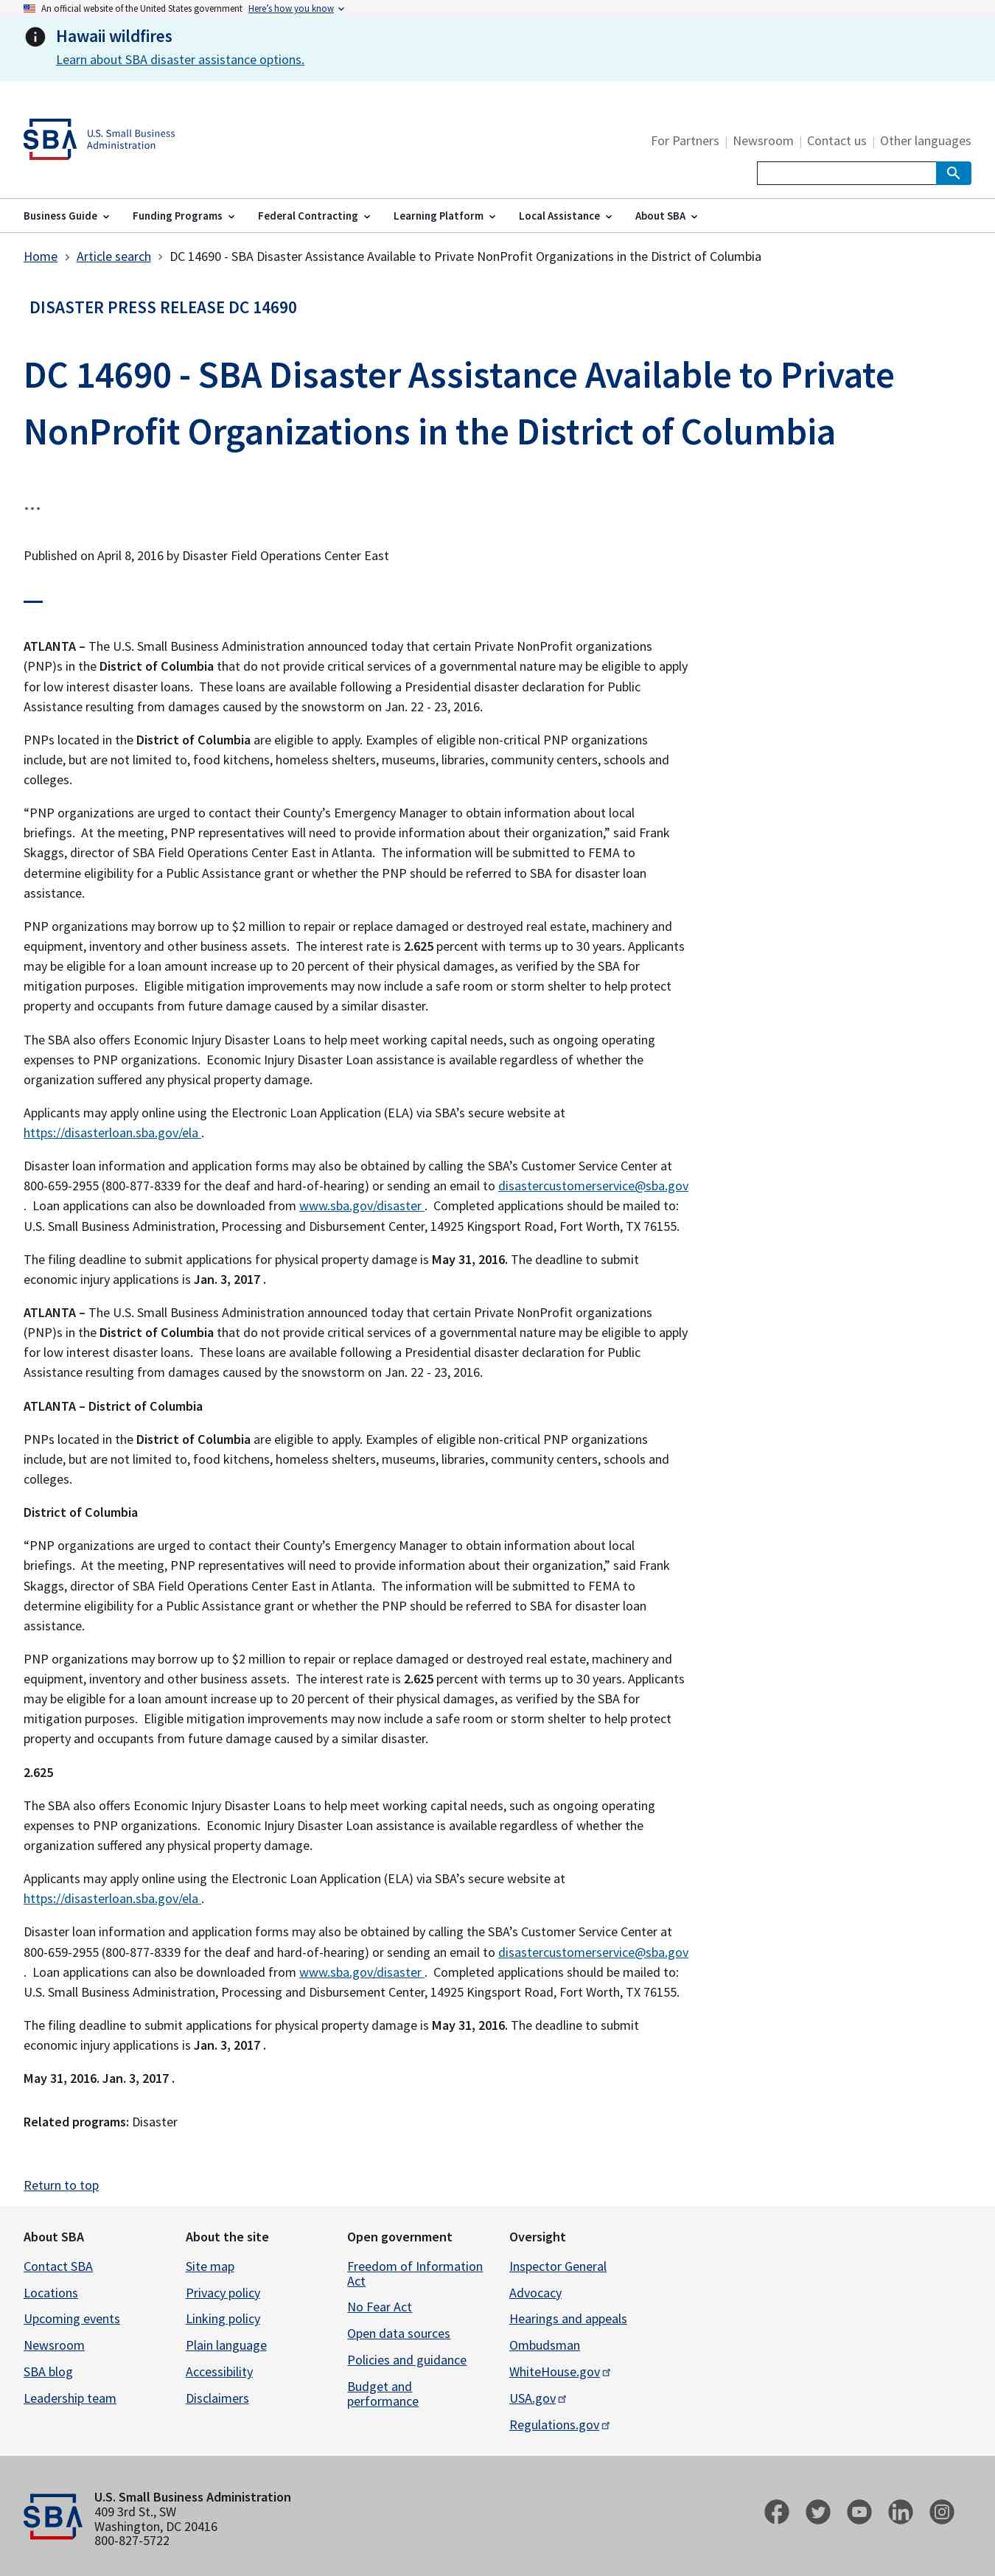 An official website of the United States government Here's how you know
Hawaii wildfires
Learn about SBA disaster assistance options.
SBA U.S. Small Business
Administration
For Partners | Newsroom | Contact us | Other languages
Business Guide Funding Programs Federal Contracting Learning Platform Local Assistance About SBA
Home > Article search > DC 14690 - SBA Disaster Assistance Available to Private NonProfit Organizations in the District of Columbia
DISASTER PRESS RELEASE DC 14690
DC 14690 - SBA Disaster Assistance Available to Private
NonProfit Organizations in the District of Columbia
...
Published on April 8, 2016 by Disaster Field Operations Center East
ATLANTA – The U.S. Small Business Administration announced today that certain Private NonProfit organizations
(PNP)s in the District of Columbia that do not provide critical services of a governmental nature may be eligible to apply
for low interest disaster loans. These loans are available following a Presidential disaster declaration for Public
Assistance resulting from damages caused by the snowstorm on Jan. 22 - 23, 2016.
PNPs located in the District of Columbia are eligible to apply. Examples of eligible non-critical PNP organizations
include, but are not limited to, food kitchens, homeless shelters, museums, libraries, community centers, schools and
colleges.
“PNP organizations are urged to contact their County’s Emergency Manager to obtain information about local
briefings. At the meeting, PNP representatives will need to provide information about their organization,” said Frank
Skaggs, director of SBA Field Operations Center East in Atlanta. The information will be submitted to FEMA to
determine eligibility for a Public Assistance grant or whether the PNP should be referred to SBA for disaster loan
assistance.
PNP organizations may borrow up to $2 million to repair or replace damaged or destroyed real estate, machinery and
equipment, inventory and other business assets. The interest rate is 2.625 percent with terms up to 30 years. Applicants
may be eligible for a loan amount increase up to 20 percent of their physical damages, as verified by the SBA for
mitigation purposes. Eligible mitigation improvements may now include a safe room or storm shelter to help protect
property and occupants from future damage caused by a similar disaster.
The SBA also offers Economic Injury Disaster Loans to help meet working capital needs, such as ongoing operating
expenses to PNP organizations. Economic Injury Disaster Loan assistance is available regardless of whether the
organization suffered any physical property damage.
Applicants may apply online using the Electronic Loan Application (ELA) via SBA’s secure website at
https://disasterloan.sba.gov/ela .
Disaster loan information and application forms may also be obtained by calling the SBA’s Customer Service Center at
800-659-2955 (800-877-8339 for the deaf and hard-of-hearing) or sending an email to disastercustomerservice@sba.gov
. Loan applications can also be downloaded from www.sba.gov/disaster . Completed applications should be mailed to:
U.S. Small Business Administration, Processing and Disbursement Center, 14925 Kingsport Road, Fort Worth, TX 76155.
The filing deadline to submit applications for physical property damage is May 31, 2016. The deadline to submit
economic injury applications is Jan. 3, 2017 .
ATLANTA – The U.S. Small Business Administration announced today that certain Private NonProfit organizations
(PNP)s in the District of Columbia that do not provide critical services of a governmental nature may be eligible to apply
for low interest disaster loans. These loans are available following a Presidential disaster declaration for Public
Assistance resulting from damages caused by the snowstorm on Jan. 22 - 23, 2016.
ATLANTA – District of Columbia
PNPs located in the District of Columbia are eligible to apply. Examples of eligible non-critical PNP organizations
include, but are not limited to, food kitchens, homeless shelters, museums, libraries, community centers, schools and
colleges.
District of Columbia
“PNP organizations are urged to contact their County’s Emergency Manager to obtain information about local
briefings. At the meeting, PNP representatives will need to provide information about their organization,” said Frank
Skaggs, director of SBA Field Operations Center East in Atlanta. The information will be submitted to FEMA to
determine eligibility for a Public Assistance grant or whether the PNP should be referred to SBA for disaster loan
assistance.
PNP organizations may borrow up to $2 million to repair or replace damaged or destroyed real estate, machinery and
equipment, inventory and other business assets. The interest rate is 2.625 percent with terms up to 30 years. Applicants
may be eligible for a loan amount increase up to 20 percent of their physical damages, as verified by the SBA for
mitigation purposes. Eligible mitigation improvements may now include a safe room or storm shelter to help protect
property and occupants from future damage caused by a similar disaster.
2.625
The SBA also offers Economic Injury Disaster Loans to help meet working capital needs, such as ongoing operating
expenses to PNP organizations. Economic Injury Disaster Loan assistance is available regardless of whether the
organization suffered any physical property damage.
Applicants may apply online using the Electronic Loan Application (ELA) via SBA’s secure website at
https://disasterloan.sba.gov/ela .
Disaster loan information and application forms may also be obtained by calling the SBA’s Customer Service Center at
800-659-2955 (800-877-8339 for the deaf and hard-of-hearing) or sending an email to disastercustomerservice@sba.gov
. Loan applications can also be downloaded from www.sba.gov/disaster . Completed applications should be mailed to:
U.S. Small Business Administration, Processing and Disbursement Center, 14925 Kingsport Road, Fort Worth, TX 76155.
The filing deadline to submit applications for physical property damage is May 31, 2016. The deadline to submit
economic injury applications is Jan. 3, 2017 .
May 31, 2016. Jan. 3, 2017 .
Related programs: Disaster
Return to top
About SBA
Contact SBA
Locations
Upcoming events
Newsroom
SBA blog
Leadership team
About the site
Site map
Privacy policy
Linking policy
Plain language
Accessibility
Disclaimers
Open government
Freedom of Information
Act
No Fear Act
Open data sources
Policies and guidance
Budget and
performance
Oversight
Inspector General
Advocacy
Hearings and appeals
Ombudsman
WhiteHouse.gov
USA.gov
Regulations.gov
SBA
U.S. Small Business Administration
409 3rd St., SW
Washington, DC 20416
800-827-5722